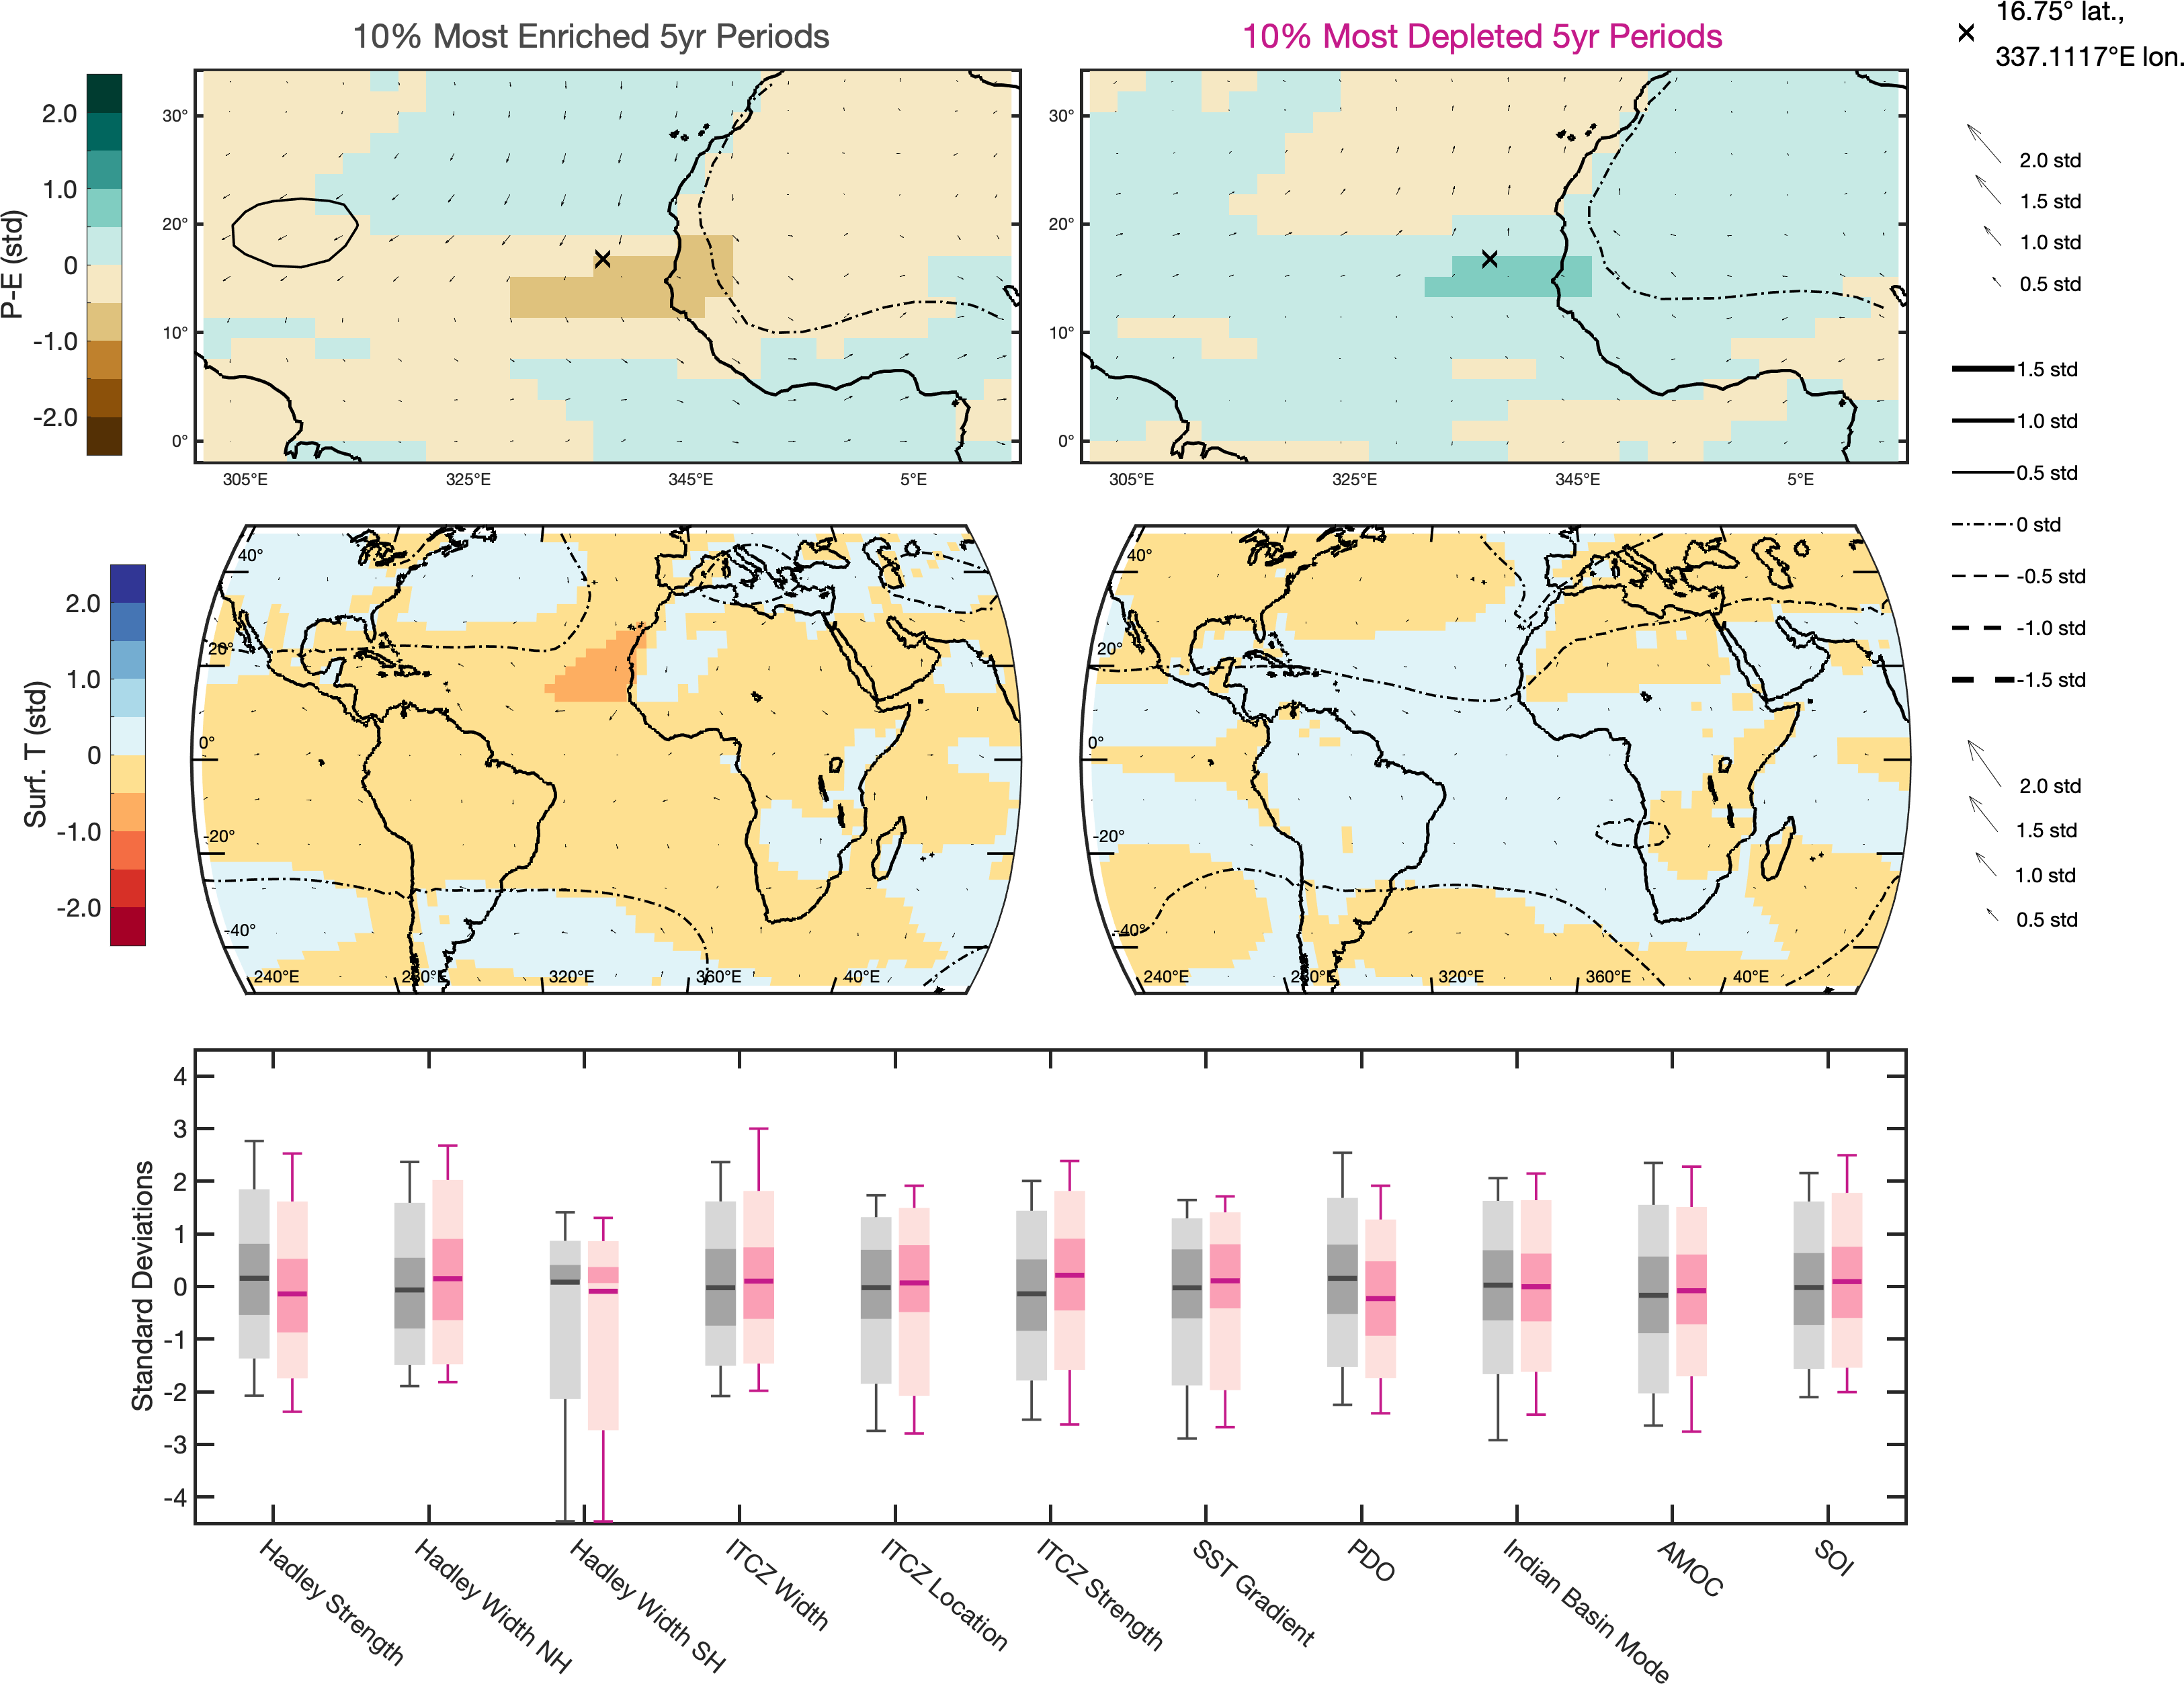 10% Most Enriched 5yr Periods
10% Most Depleted 5yr Periods
16.75° lat.,
337.1117°E lon.
P-E (std)
2.0
1.0
0
-1.0
-2.0
30°
20°
10°
0°
305°E
325°E
345°E
5°E
30°
20°
10°
0°
305°E
325°E
345°E
5°E
2.0 std
1.5 std
1.0 std
0.5 std
1.5 std
1.0 std
0.5 std
0 std
-0.5 std
-1.0 std
-1.5 std
2.0 std
1.5 std
1.0 std
0.5 std
Surf. T (std)
2.0
1.0
0
-1.0
-2.0
40°
20°
0°
-20°
-40°
240°E
280°E
320°E
360°E
40°E
40°
20°
0°
-20°
-40°
240°E
280°E
320°E
360°E
40°E
Standard Deviations
4
3
2
1
0
-1
-2
-3
-4
Hadley Strength
Hadley Width NH
Hadley Width SH
ITCZ Width
ITCZ Location
ITCZ Strength
SST Gradient
PDO
Indian Basin Mode
AMOC
SOI